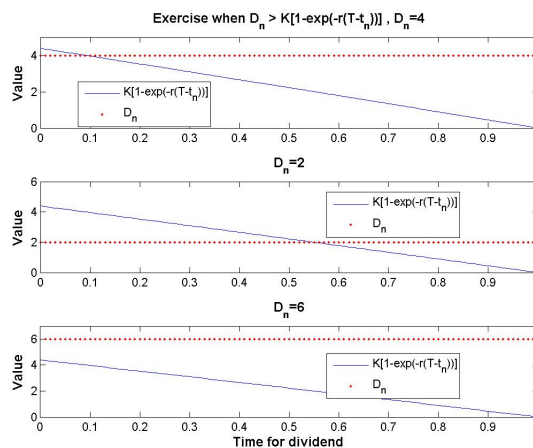 Exercise when D_n > K[1-exp(-r(T-t_n))] , D_n=4
Value
4
2
0
K[1-exp(-r(T-t_n))]
D_n
0 0.1 0.2 0.3 0.4 0.5 0.6 0.7 0.8 0.9
D_n=2
Value
6
4
2
0
K[1-exp(-r(T-t_n))]
D_n
0 0.1 0.2 0.3 0.4 0.5 0.6 0.7 0.8 0.9
D_n=6
Value
6
4
2
0
K[1-exp(-r(T-t_n))]
D_n
0 0.1 0.2 0.3 0.4 0.5 0.6 0.7 0.8 0.9
Time for dividend